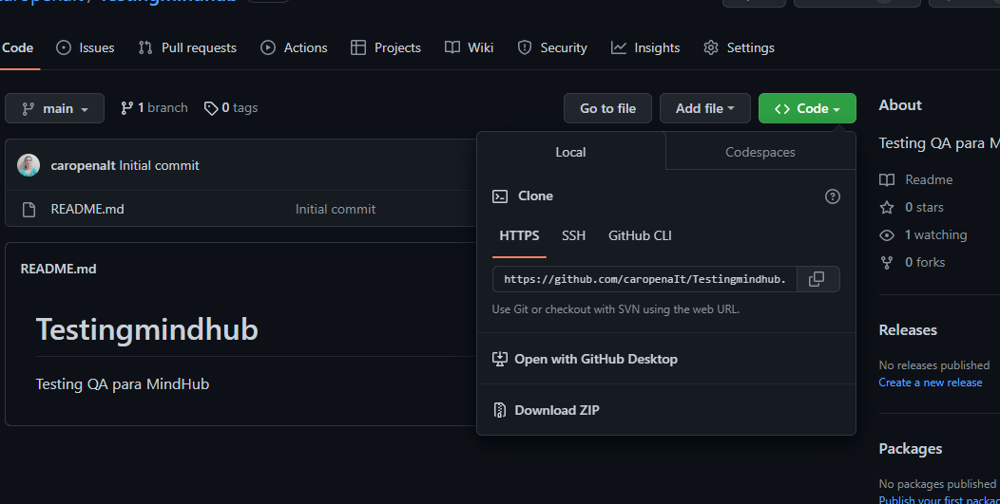 Testingmindhub
Code Issues Pull requests Actions Projects Wiki Security Insights Settings
main 1 branch 0 tags Go to file Add file Code
caropenalt Initial commit
README.md Initial commit
README.md
Testingmindhub
Testing QA para MindHub
Local Codespaces
Clone
HTTPS SSH GitHub CLI
https://github.com/caropenaIt/Testingmindhub.
Use Git or checkout with SVN using the web URL.
Open with GitHub Desktop
Download ZIP
About
Testing QA para M
Readme
0 stars
1 watching
0 forks
Releases
No releases published
Create a new release
Packages
No packages published
Publish your first packag